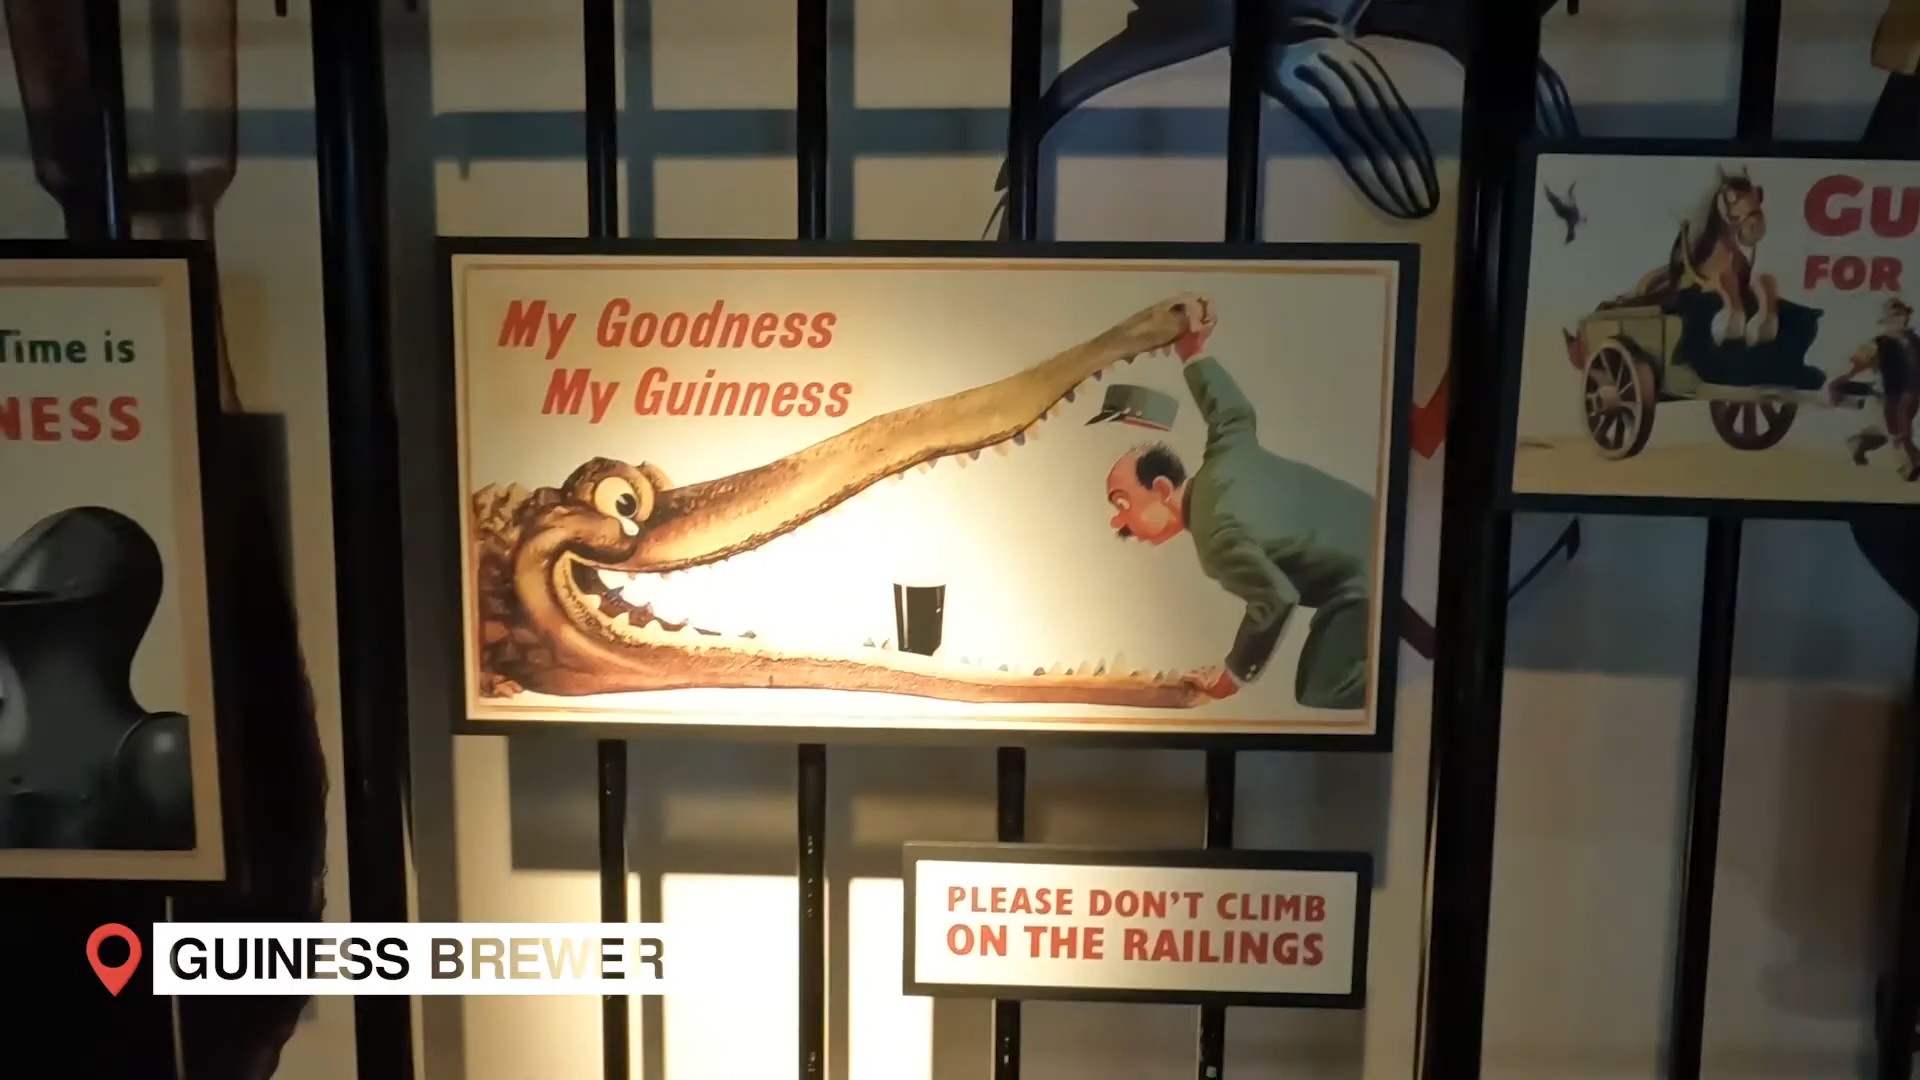 My Goodness
My Guinness
Time is
NESS
GU
FOR
PLEASE DON'T CLIMB
ON THE RAILINGS
GUINESS BREWER